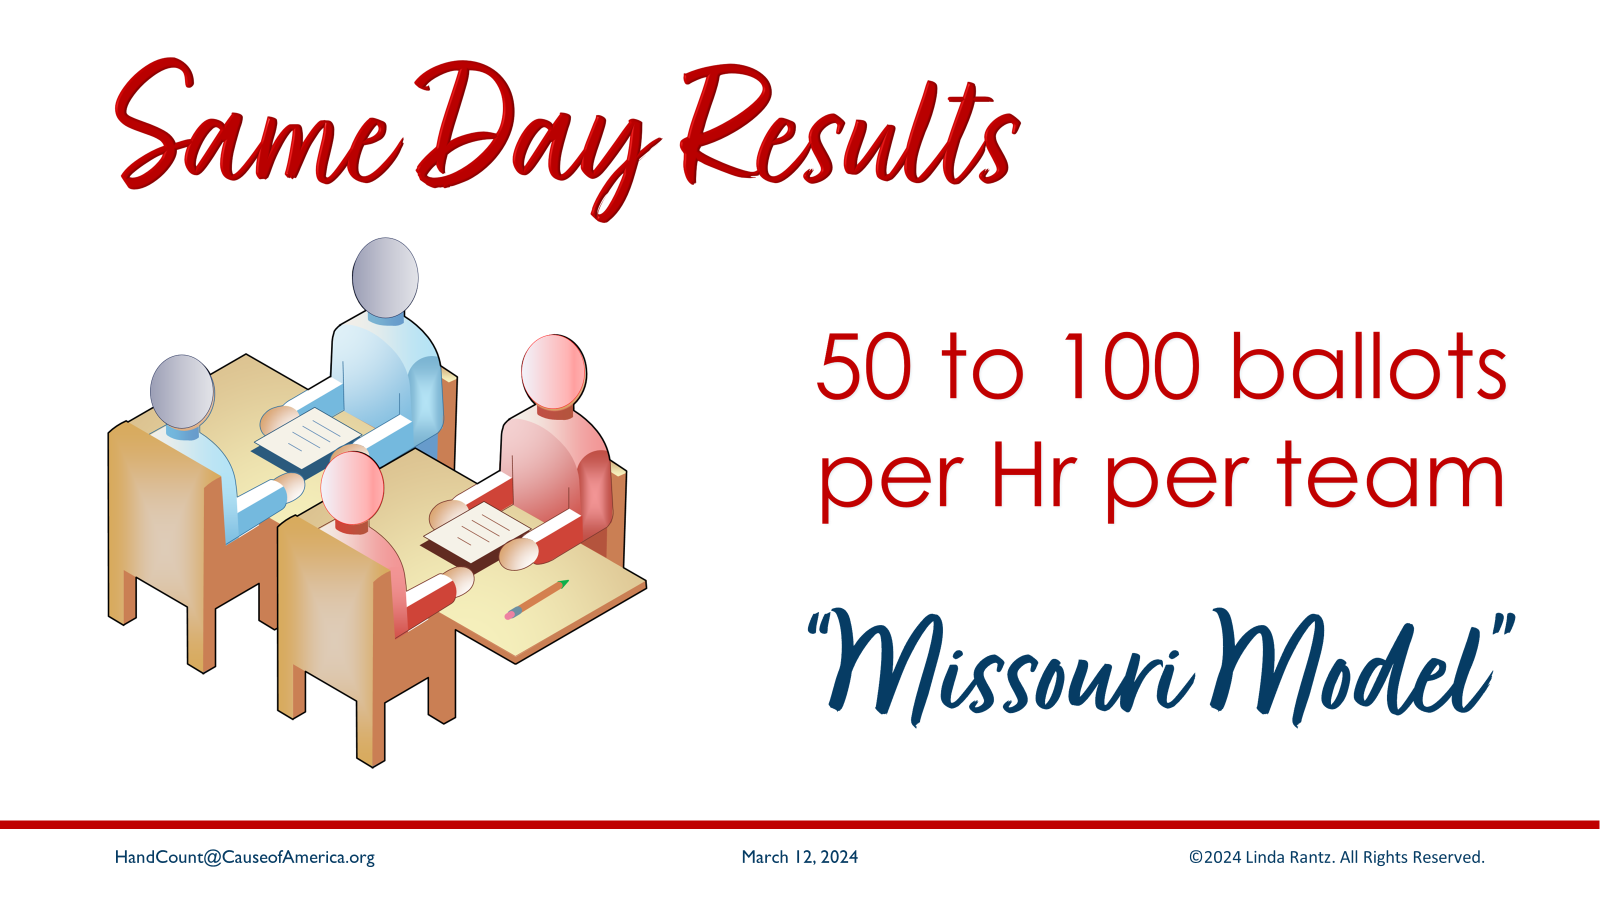 Same Day Results
50 to 100 ballots
per Hr per team
“Missouri Model”
HandCount@CauseofAmerica.org
March 12, 2024
©2024 Linda Rantz. All Rights Reserved.